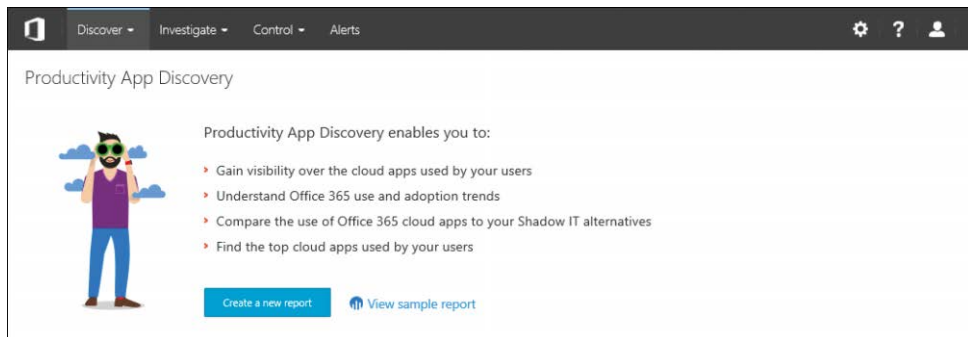 Discover Investigate Control Alerts ?
Productivity App Discovery
Productivity App Discovery enables you to:
Gain visibility over the cloud apps used by your users
Understand Office 365 use and adoption trends
Compare the use of Office 365 cloud apps to your Shadow IT alternatives
Find the top cloud apps used by your users
Create a new report View sample report